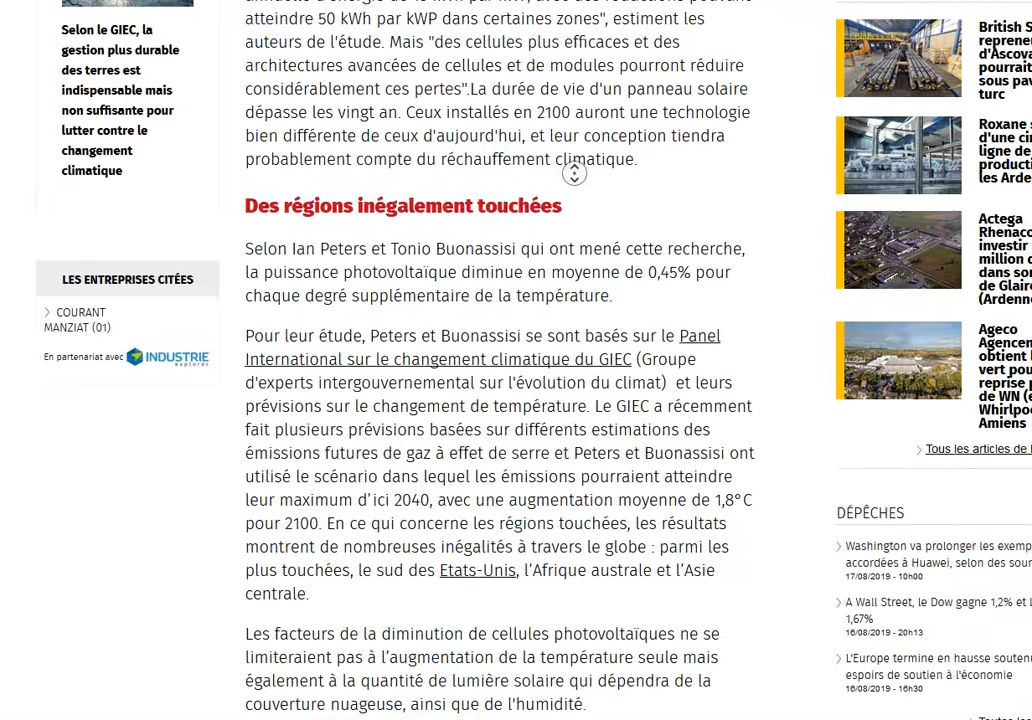 Selon le GIEC, la
gestion plus durable
des terres est
indispensable mais
non suffisante pour
lutter contre le
changement
climatique
LES ENTREPRISES CITÉES
COURANT
MANZIAT (01)
En partenariat avec INDUSTRIE
explorer
atteindre 50 kWh par kWP dans certaines zones", estiment les
auteurs de l'étude. Mais "des cellules plus efficaces et des
architectures avancées de cellules et de modules pourront réduire
considérablement ces pertes".La durée de vie d'un panneau solaire
dépasse les vingt an. Ceux installés en 2100 auront une technologie
bien différente de ceux d'aujourd'hui, et leur conception tiendra
probablement compte du réchauffement climatique.
Des régions inégalement touchées
Selon Ian Peters et Tonio Buonassisi qui ont mené cette recherche,
la puissance photovoltaïque diminue en moyenne de 0,45% pour
chaque degré supplémentaire de la température.
Pour leur étude, Peters et Buonassisi se sont basés sur le Panel
International sur le changement climatique du GIEC (Groupe
d'experts intergouvernemental sur l'évolution du climat) et leurs
prévisions sur le changement de température. Le GIEC a récemment
fait plusieurs prévisions basées sur différents estimations des
émissions futures de gaz à effet de serre et Peters et Buonassisi ont
utilisé le scénario dans lequel les émissions pourraient atteindre
leur maximum d’ici 2040, avec une augmentation moyenne de 1,8°C
pour 2100. En ce qui concerne les régions touchées, les résultats
montrent de nombreuses inégalités à travers le globe : parmi les
plus touchées, le sud des Etats-Unis, l’Afrique australe et l’Asie
centrale.
Les facteurs de la diminution de cellules photovoltaïques ne se
limiteraient pas à l’augmentation de la température seule mais
également à la quantité de lumière solaire qui dépendra de la
couverture nuageuse, ainsi que de l'humidité.
British S
reprene
d'Ascova
pourrait
sous pav
turc
Roxane s
d'une cin
ligne de
producti
les Arde
Actega
Rhenaco
investir
million d
dans son
de Glaire
(Ardenne
Ageco
Agencem
obtient l
vert pou
reprise p
de WN (e
Whirlpoo
Amiens
Tous les articles de
DÉPÊCHES
Washington va prolonger les exemp
accordées à Huawei, selon des sour
17/08/2019 - 10h00
A Wall Street, le Dow gagne 1,2% et l
1,67%
16/08/2019 - 20h13
L'Europe termine en hausse soutenu
espoirs de soutien à l'économie
16/08/2019 - 16h30